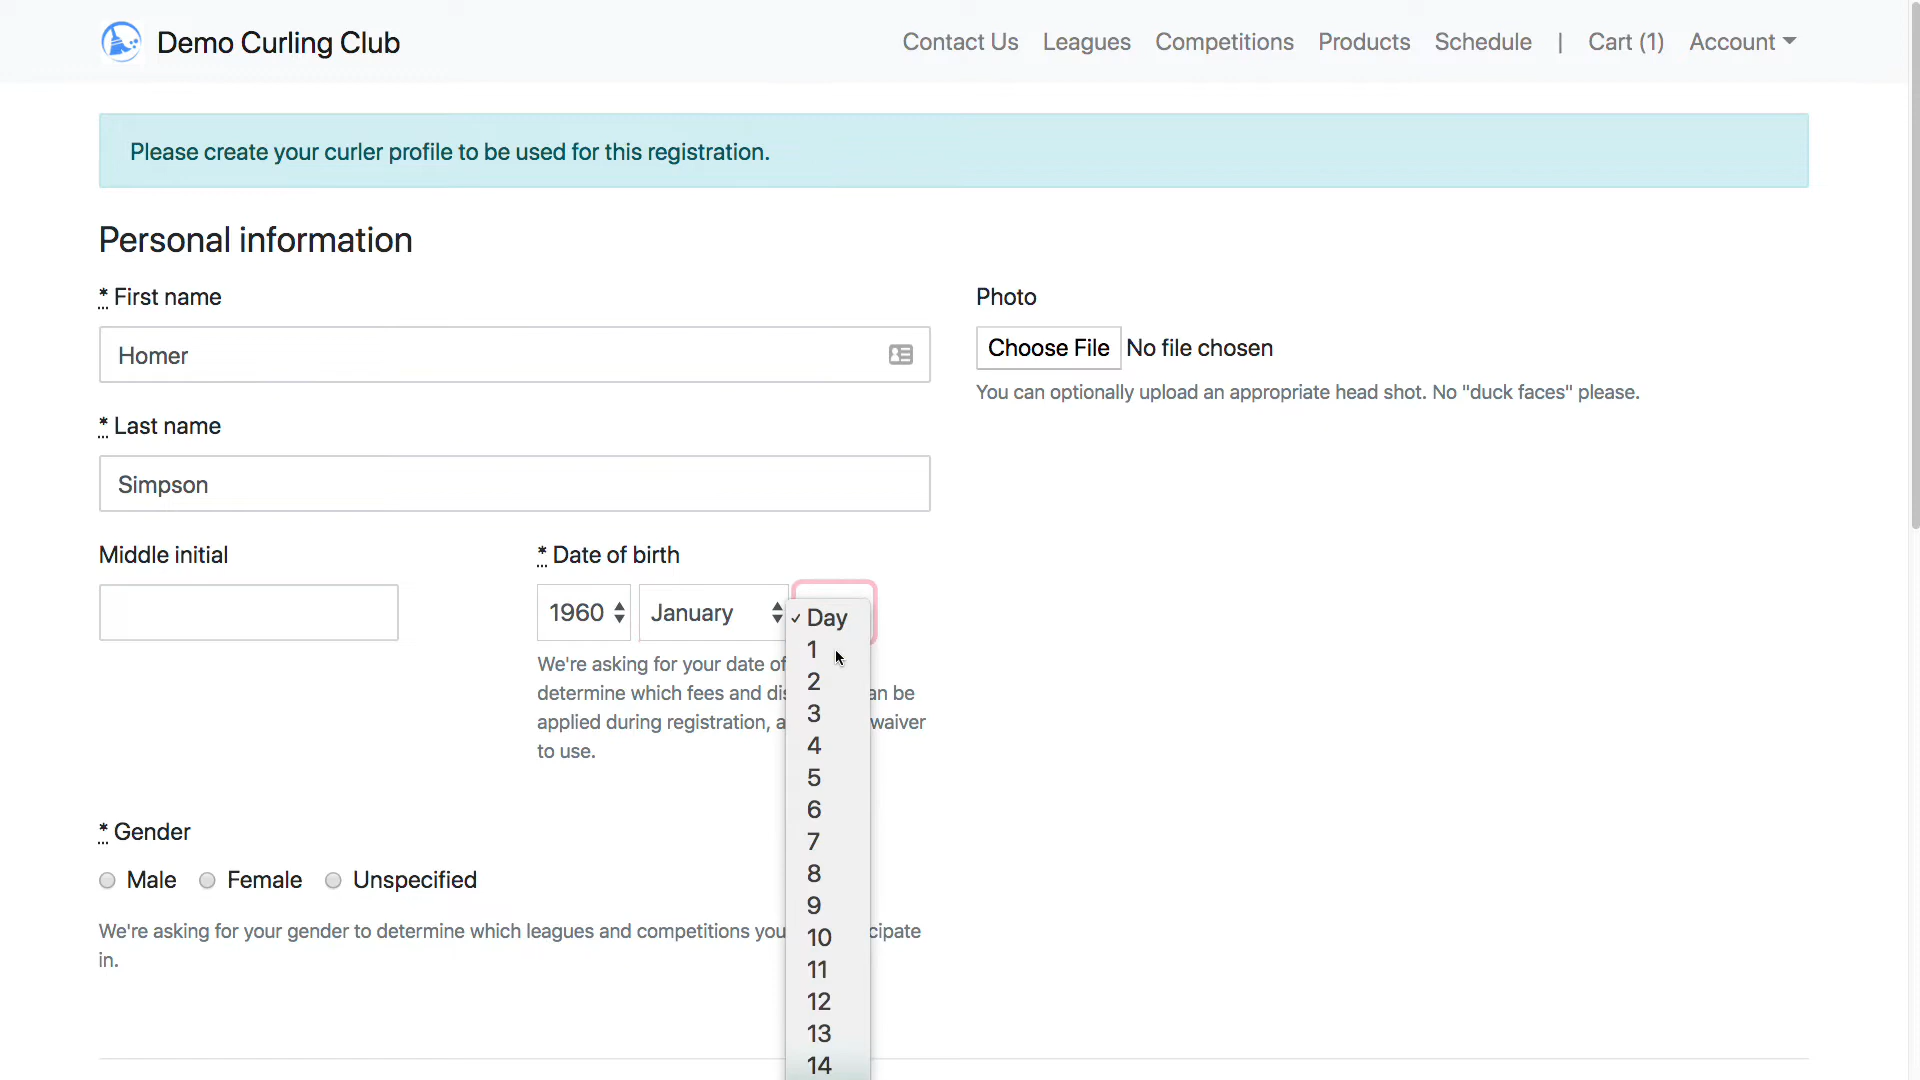 Demo Curling Club
Contact Us Leagues Competitions Products Schedule | Cart (1) Account
Please create your curler profile to be used for this registration.
Personal information
* First name
Homer
Photo
Choose File No file chosen
You can optionally upload an appropriate head shot. No "duck faces" please.
* Last name
Simpson
Middle initial
* Date of birth
1960 January
✓ Day
1
2
3
4
5
6
7
8
9
10
11
12
13
14
We're asking for your date of
determine which fees and di an be
applied during registration, a waiver
to use.
* Gender
Male Female Unspecified
We're asking for your gender to determine which leagues and competitions you cipate
in.